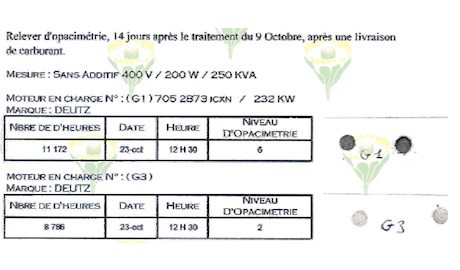 Relever d'opacimétrie, 14 jours après le traitement du 9 Octobre, après une livraison
de carburant.
MESURE : SANS ADDITIF 400 V / 200 W / 250 KVA
MOTEUR EN CHARGE N° : (G1) 705 2873 ICXN / 232 KW
MARQUE : DEUTZ
NBRE DE D'HEURES DATE HEURE NIVEAU D'OPACIMETRIE
11 172 23-oct 12 H 30 6
G1
MOTEUR EN CHARGE N° : (G3)
MARQUE : DEUTZ
NBRE DE D'HEURES DATE HEURE NIVEAU D'OPACIMETRIE
8 786 23-oct 12 H 30 2
G3